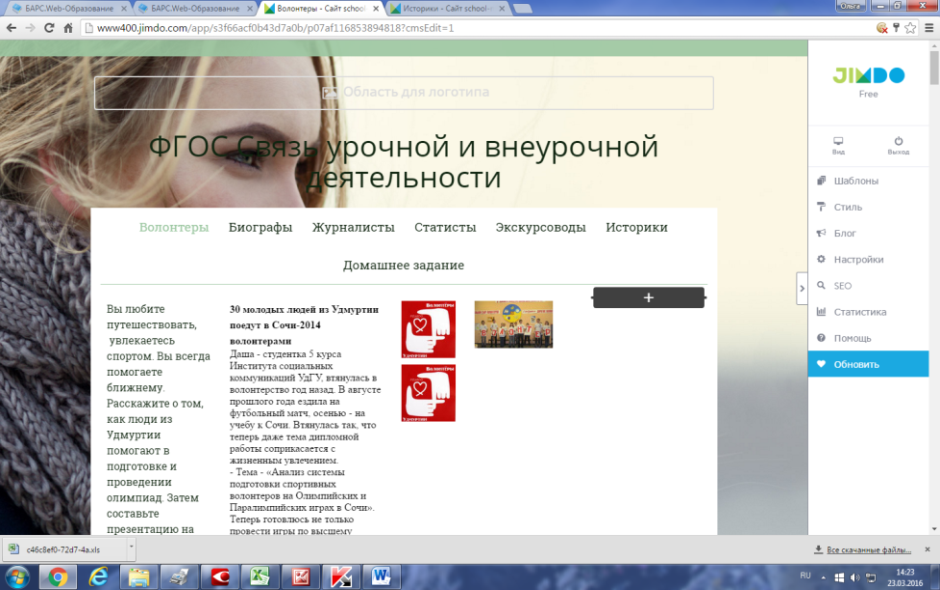 БАРС.Web-Образование
БАРС.Web-Образование
Волонтеры - Сайт school
Историки - Сайт school
Ольга
www400.jimdo.com/app/s3f66acf0b43d7a0b/p07af116853894818?cmsEdit=1
Область для логотипа
ФГОС Связь урочной и внеурочной
деятельности
Волонтеры Биографы Журналисты Статисты Экскурсоводы Историки
Домашнее задание
Вы любите
путешествовать,
увлекаетесь
спортом. Вы всегда
помогаете
ближнему.
Расскажите о том,
как люди из
Удмуртии
помогают в
подготовке и
проведении
олимпиад. Затем
составьте
презентацию на
30 молодых людей из Удмуртии
поедут в Сочи-2014
волонтерами
Даша - студентка 5 курса
Института социальных
коммуникаций УдГУ, втянулась в
волонтерство год назад. В августе
прошлого года ездила на
футбольный матч, осенью - на
учебу к Сочи. Втянулась так, что
теперь даже тема дипломной
работы соприкасается с
жизненным увлечением.
- Тема - «Анализ системы
подготовки спортивных
волонтеров на Олимпийских и
Паралимпийских играх в Сочи».
Теперь готовлюсь не только
провести игры по высшему
JIMDO
Free
Вид
Выход
Шаблоны
Стиль
Блог
Настройки
SEO
Статистика
Помощь
Обновить
c46c8ef0-72d7-4a.xls
Все скачанные файлы...
RU
14:23
23.03.2016